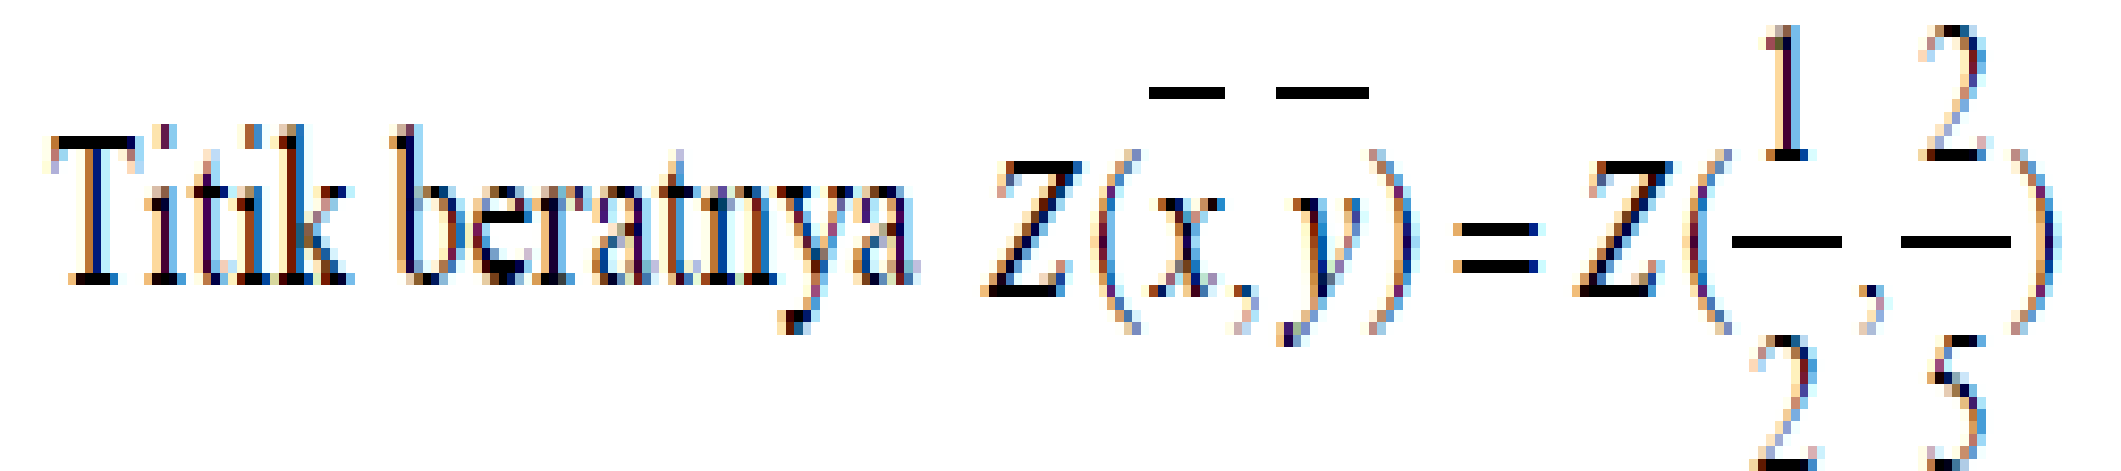 Titik beratnya Z(x̄, ȳ) = Z(1/2, 2/5)